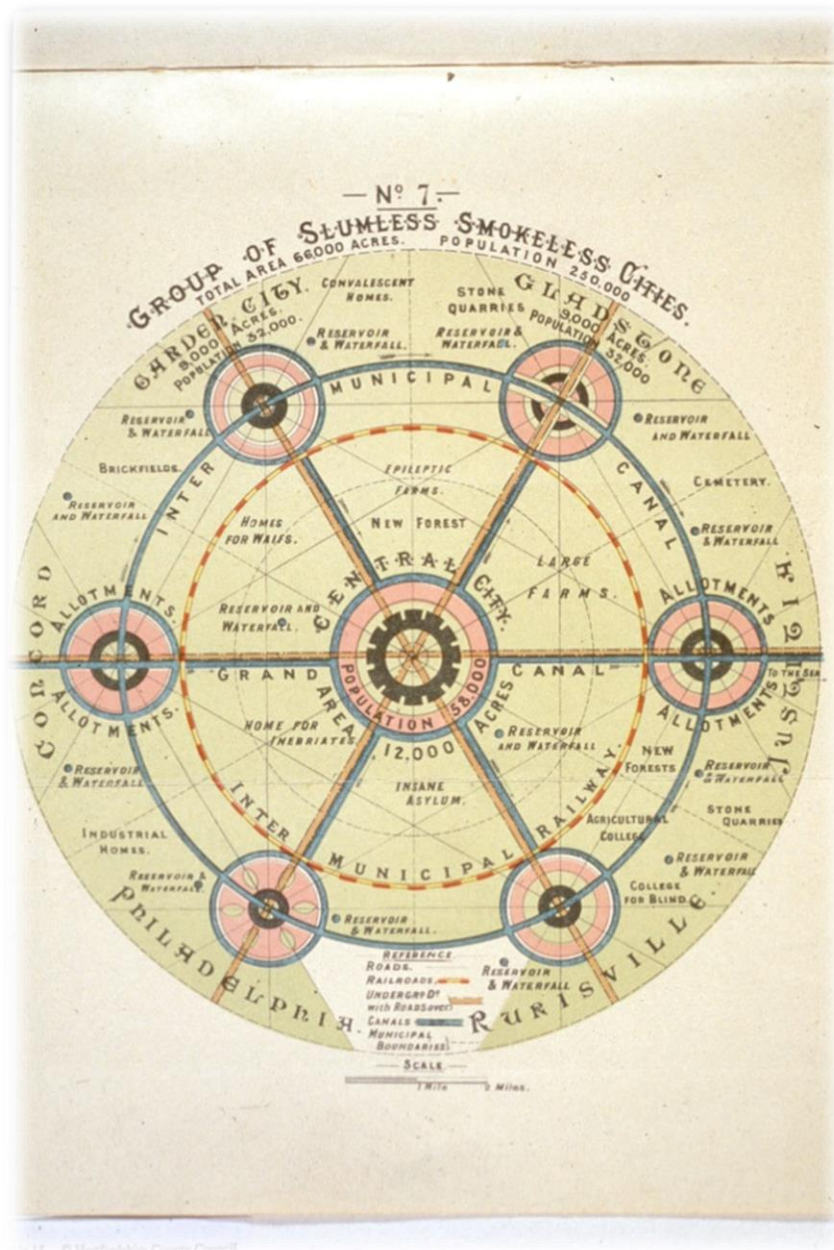 Nº 7.
GROUP OF SLUMLESS SMOKELESS CITIES.
TOTAL AREA 66000 ACRES. POPULATION 250,000
GARDEN CITY.
9,000 ACRES.
POPULATION 32,000.
CONVALESCENT
HOMES.
STONE
QUARRIES
GLADSTONE
9,000 ACRES.
POPULATION
32,000
RESERVOIR
& WATERFALL.
RESERVOIR &
WATERFALL.
INTER MUNICIPAL CANAL
RESERVOIR
& WATERFALL
RESERVOIR
AND WATERFALL
BRICKFIELDS.
EPILEPTIC
FARMS.
CEMETERY.
RESERVOIR
AND WATERFALL
HOMES
FOR WAIFS.
NEW FOREST
RESERVOIR
& WATERFALL
LARGE
FARMS.
CENTRAL CITY.
CONCORD
ALLOTMENTS.
ALLOTMENTS
JUSTITIA
RESERVOIR AND
WATERFALL.
GRAND CANAL
TO THE SEA
POPULATION 58,000
AREA 12,000 ACRES
ALLOTMENTS.
ALLOTMENTS
HOME FOR
INEBRIATES.
RESERVOIR
AND WATERFALL
NEW
FORESTS
RESERVOIR
& WATERFALL
RESERVOIR
& WATERFALL
INSANE
ASYLUM.
STONE
QUARRIES
INTER MUNICIPAL RAILWAY.
AGRICULTURAL
COLLEGE
INDUSTRIAL
HOMES.
RESERVOIR
& WATERFALL
RESERVOIR &
WATERFALL
COLLEGE
FOR BLIND.
PHILADELPHIA.
RESERVOIR
& WATERFALL.
RURISVILLE.
REFERENCE
ROADS.
RAILROADS.
UNDERGRD Dº
with ROADS over
CANALS
MUNICIPAL
BOUNDARIES
RESERVOIR
& WATERFALL
SCALE
1 Mile 2 Miles.